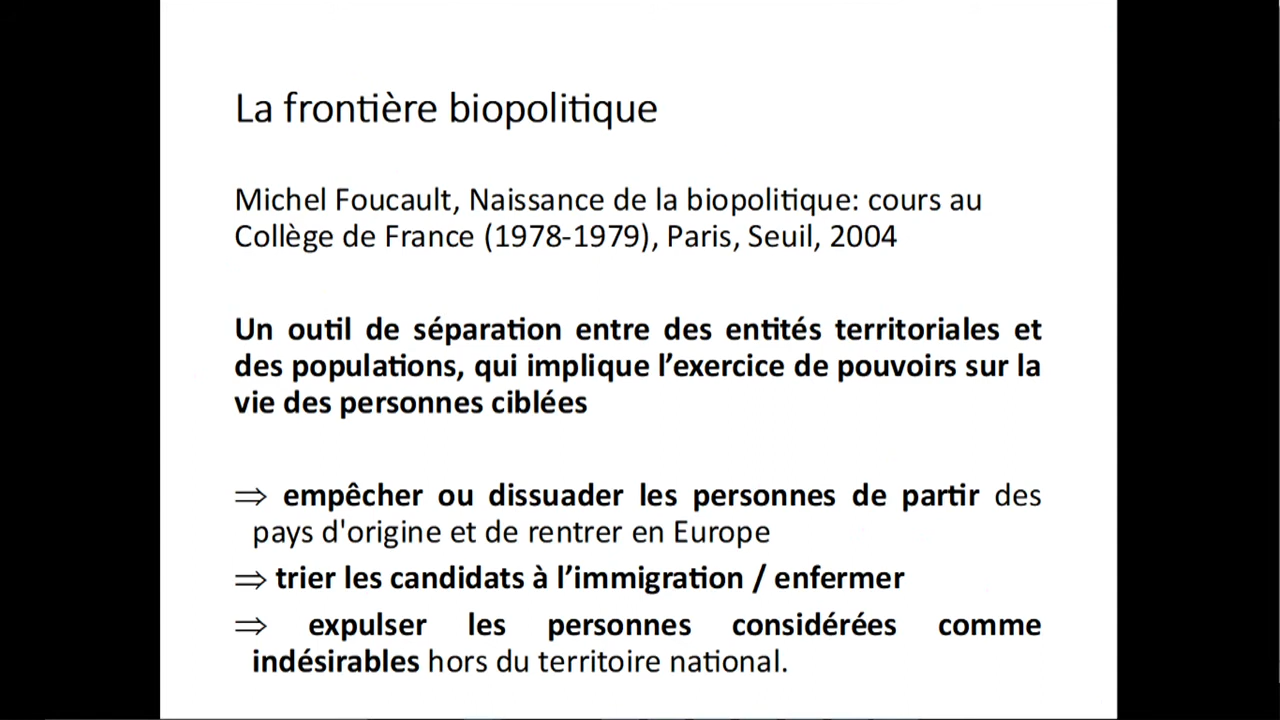 La frontière biopolitique
Michel Foucault, Naissance de la biopolitique: cours au
Collège de France (1978-1979), Paris, Seuil, 2004
Un outil de séparation entre des entités territoriales et
des populations, qui implique l’exercice de pouvoirs sur la
vie des personnes ciblées
⇒ empêcher ou dissuader les personnes de partir des
pays d'origine et de rentrer en Europe
⇒ trier les candidats à l’immigration / enfermer
⇒ expulser les personnes considérées comme
indésirables hors du territoire national.